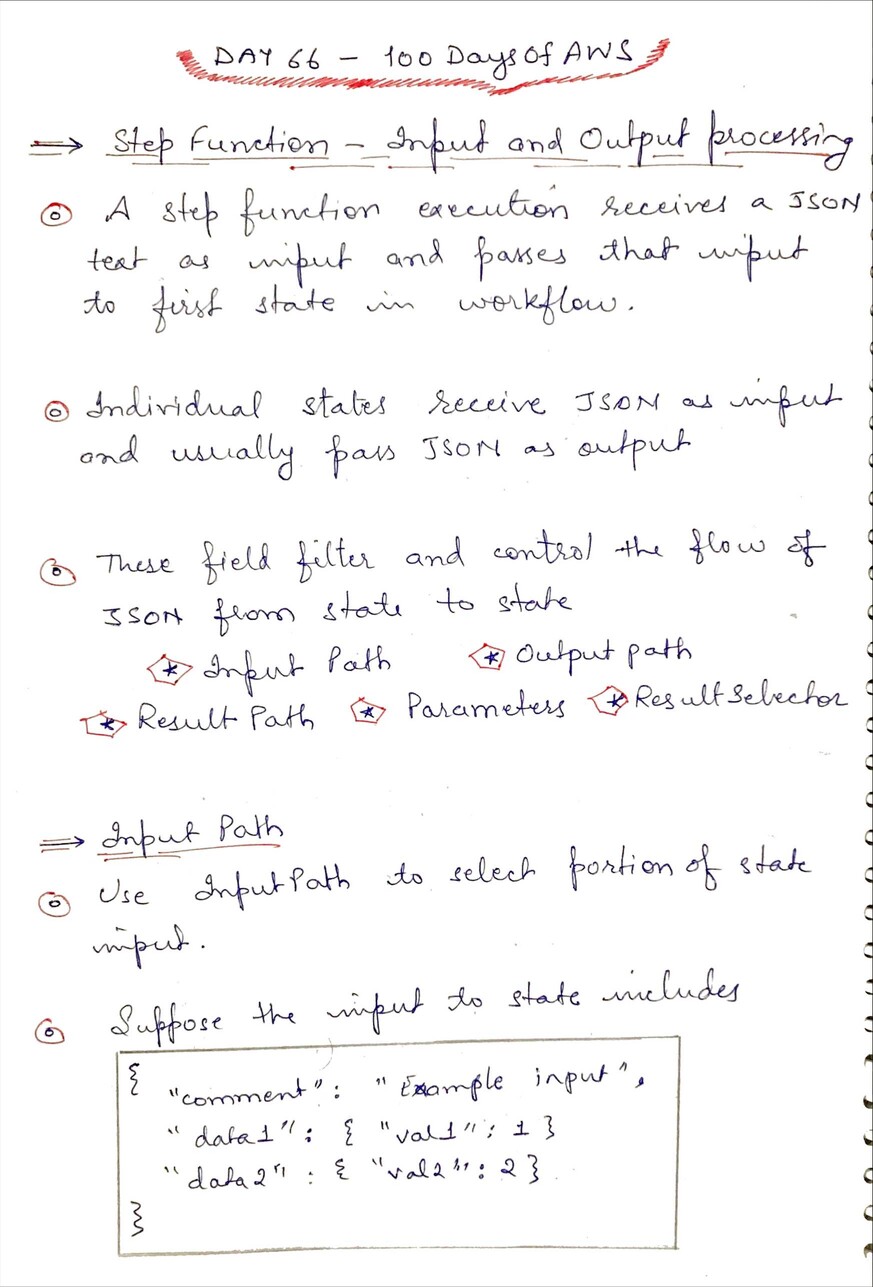 DAY 66 – 100 Days Of AWS
⇒ Step Function – Input and Output processing
A step function execution receives a JSON
text as input and passes that input
to first state in workflow.
Individual states receive JSON as input
and usually pass JSON as output
These field filter and control the flow of
JSON from state to state
Input Path Output path
Result Path Parameters ResultSelector
⇒ Input Path
Use InputPath to select portion of state
input.
Suppose the input to state includes
{
"comment": "Example input",
"data1": { "val1": 1 }
"data2": { "val2": 2 }
}